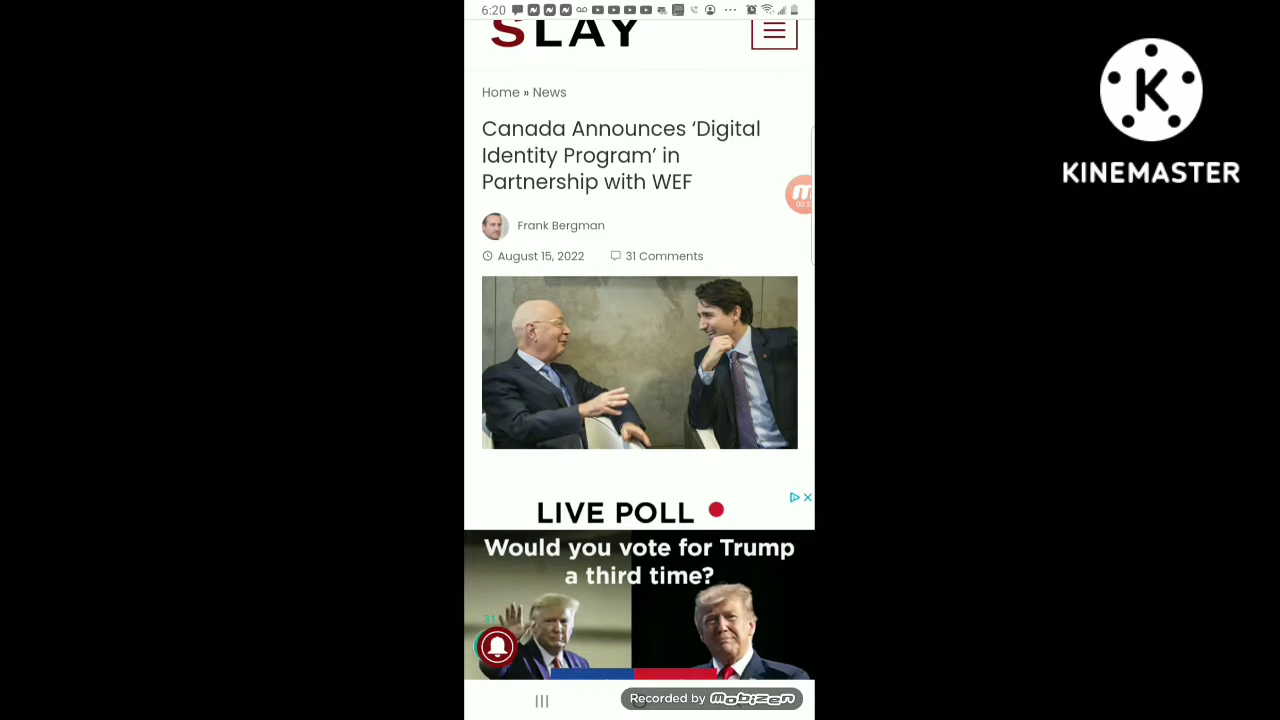 6:20
SLAY
Home » News
Canada Announces ‘Digital
Identity Program’ in
Partnership with WEF
Frank Bergman
August 15, 2022 31 Comments
LIVE POLL
Would you vote for Trump
a third time?
31
Recorded by mobizen
K
KINEMASTER